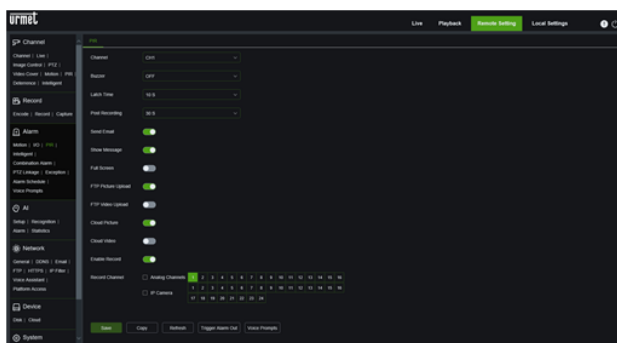 urmet
Live Playback Remote Setting Local Settings
Channel
Channel | Live |
Image Control | PTZ |
Video Cover | Motion | PIR |
Deterrence | Intelligent
Record
Encode | Record | Capture
Alarm
Motion | I/O | PIR |
Intelligent |
Combination Alarm |
PTZ Linkage | Exception |
Alarm Schedule |
Voice Prompts
AI
Setup | Recognition |
Alarm | Statistics
Network
General | DDNS | Email |
FTP | HTTPS | IP Filter |
Voice Assistant |
Platform Access
Device
Disk | Cloud
System
PIR
Channel CH1
Buzzer OFF
Latch Time 10 S
Post Recording 30 S
Send Email
Show Message
Full Screen
FTP Picture Upload
FTP Video Upload
Cloud Picture
Cloud Video
Enable Record
Record Channel Analog Channels 1 2 3 4 5 6 7 8 9 10 11 12 13 14 15 16
IP Camera 1 2 3 4 5 6 7 8 9 10 11 12 13 14 15 16
17 18 19 20 21 22 23 24
Save Copy Refresh Trigger Alarm Out Voice Prompts